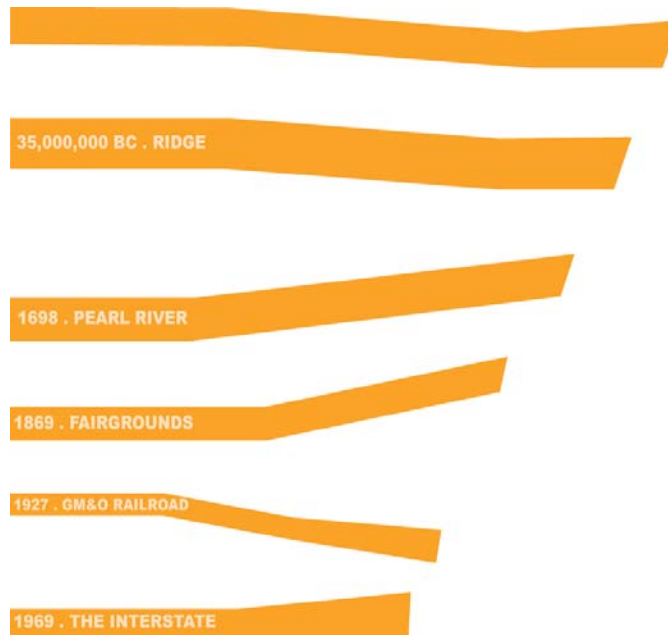 35,000,000 BC . RIDGE
1698 . PEARL RIVER
1869 . FAIRGROUNDS
1927 . GM&O RAILROAD
1969 . THE INTERSTATE